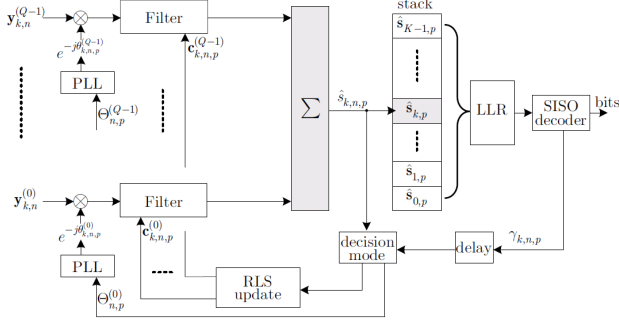 y_{k,n}^{(Q-1)}
Filter
stack
ŝ_{K-1,p}
e^{-jθ_{k,n,p}^{(Q-1)}}
c_{k,n,p}^{(Q-1)}
PLL
Θ_{n,p}^{(Q-1)}
∑
ŝ_{k,n,p}
ŝ_{k,p}
LLR
SISO
decoder
bits
ŝ_{1,p}
ŝ_{0,p}
y_{k,n}^{(0)}
Filter
e^{-jθ_{k,n,p}^{(0)}}
c_{k,n,p}^{(0)}
decision
mode
delay
γ_{k,n,p}
PLL
RLS
update
Θ_{n,p}^{(0)}